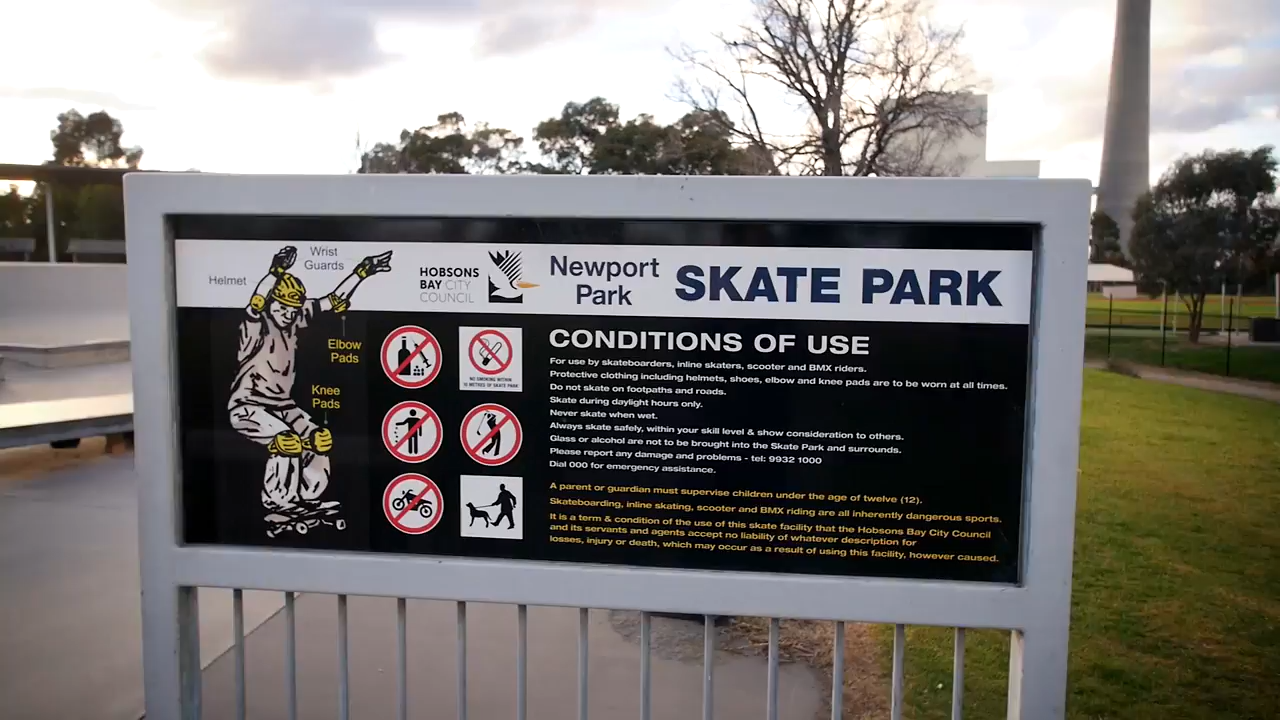 Helmet
Wrist
Guards
Elbow
Pads
Knee
Pads
HOBSONS
BAY CITY
COUNCIL
Newport
Park
SKATE PARK
NO SMOKING WITHIN
10 METRES OF SKATE PARK
CONDITIONS OF USE
For use by skateboarders, inline skaters, scooter and BMX riders.
Protective clothing including helmets, shoes, elbow and knee pads are to be worn at all times.
Do not skate on footpaths and roads.
Skate during daylight hours only.
Never skate when wet.
Always skate safely, within your skill level & show consideration to others.
Glass or alcohol are not to be brought into the Skate Park and surrounds.
Please report any damage and problems - tel: 9932 1000
Dial 000 for emergency assistance.
A parent or guardian must supervise children under the age of twelve (12).
Skateboarding, inline skating, scooter and BMX riding are all inherently dangerous sports.
It is a term & condition of the use of this skate facility that the Hobsons Bay City Council
and its servants and agents accept no liability of whatever description for
losses, injury or death, which may occur as a result of using this facility, however caused.